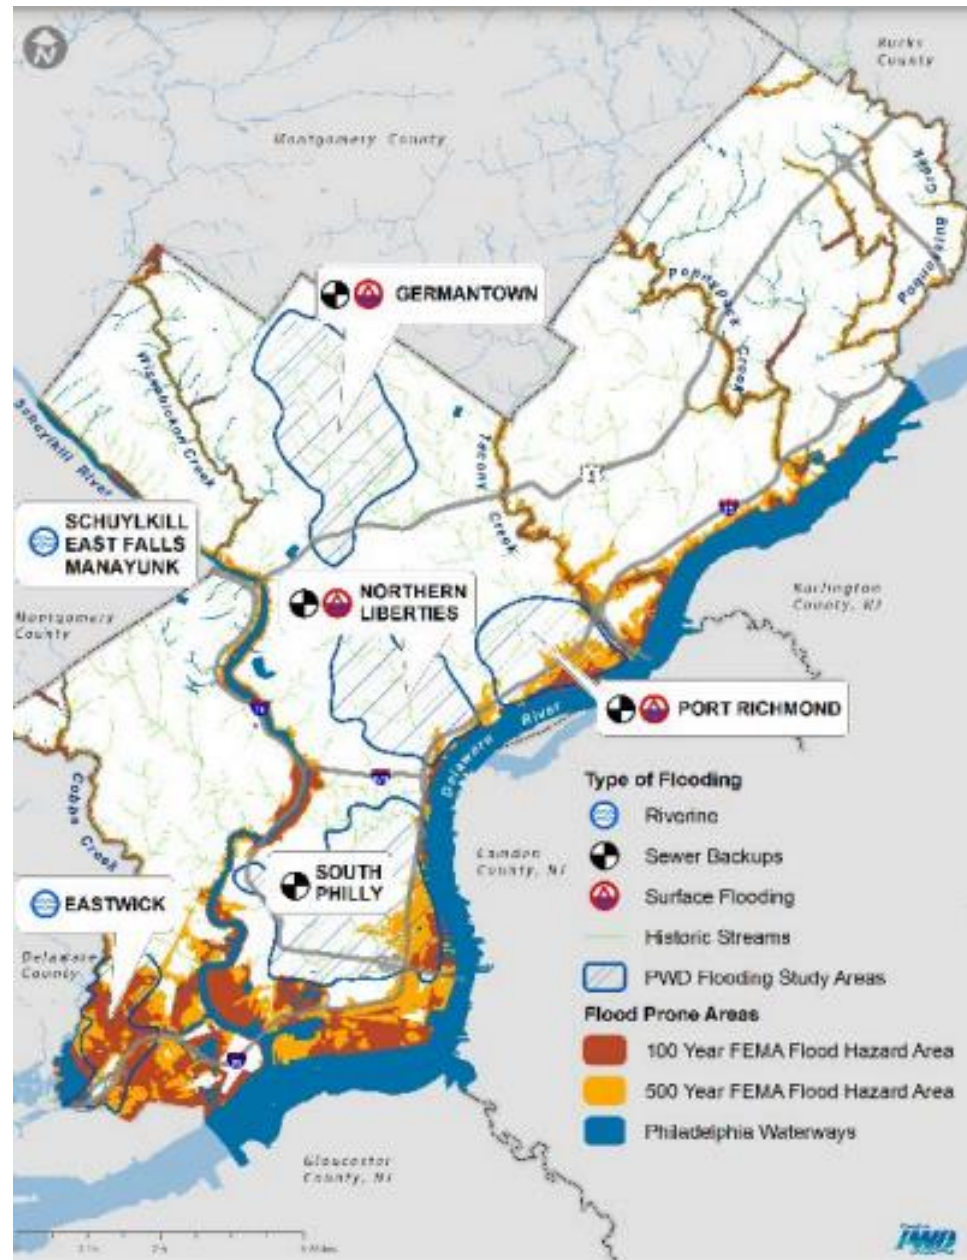 N
Bucks
County
Montgomery County
GERMANTOWN
Poquessing
Creek
Pennypack
Creek
Wissahickon Creek
Schuylkill River
Tacony
Creek
SCHUYLKILL
EAST FALLS
MANAYUNK
NORTHERN
LIBERTIES
Burlington
County, NJ
Montgomery
County
PORT RICHMOND
Delaware River
76
95
Cobbs
Creek
Camden
County, NJ
SOUTH
PHILLY
EASTWICK
Delaware
County
Gloucester
County, NJ
Type of Flooding
Riverine
Sewer Backups
Surface Flooding
Historic Streams
PWD Flooding Study Areas
Flood Prone Areas
100 Year FEMA Flood Hazard Area
500 Year FEMA Flood Hazard Area
Philadelphia Waterways
PWD